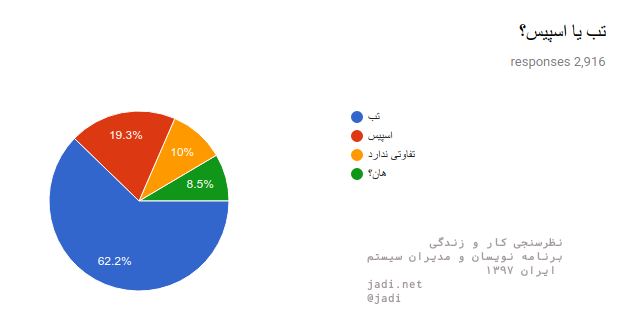 تب یا اسپیس؟
responses 2,916
تب
اسپیس
تفاوتی ندارد
هان؟
19.3%
10%
8.5%
62.2%
نظرسنجی کار و زندگی
برنامه نویسان و مدیران سیستم
ایران ۱۳۹۷
jadi.net
@jadi